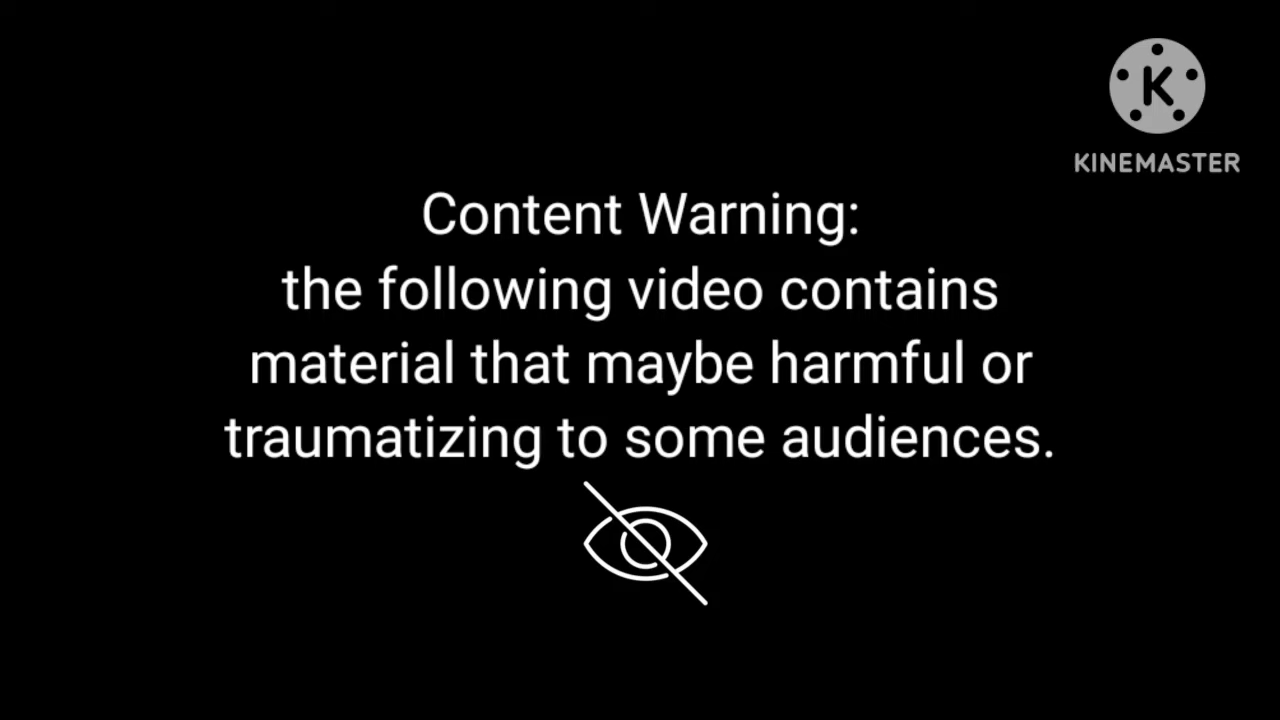 K
KINEMASTER
Content Warning:
the following video contains
material that maybe harmful or
traumatizing to some audiences.